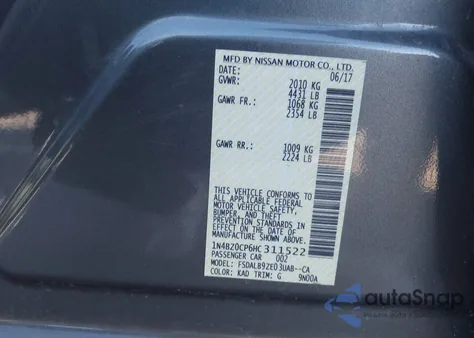 MFD BY NISSAN MOTOR CO., LTD.
DATE: 06/17
GVWR: 2010 KG
4431 LB
GAWR FR.: 1068 KG
2354 LB
GAWR RR.: 1009 KG
2224 LB
THIS VEHICLE CONFORMS TO
ALL APPLICABLE FEDERAL
MOTOR VEHICLE SAFETY,
BUMPER, AND THEFT
PREVENTION STANDARDS IN
EFFECT ON THE DATE OF
MANUFACTURE SHOWN ABOVE.
1N4BZ0CP6HC311522
PASSENGER CAR 002
MODEL: FSDALB9ZE03UAB--CA
COLOR: KAD TRIM: G 9N00A
autoSnap